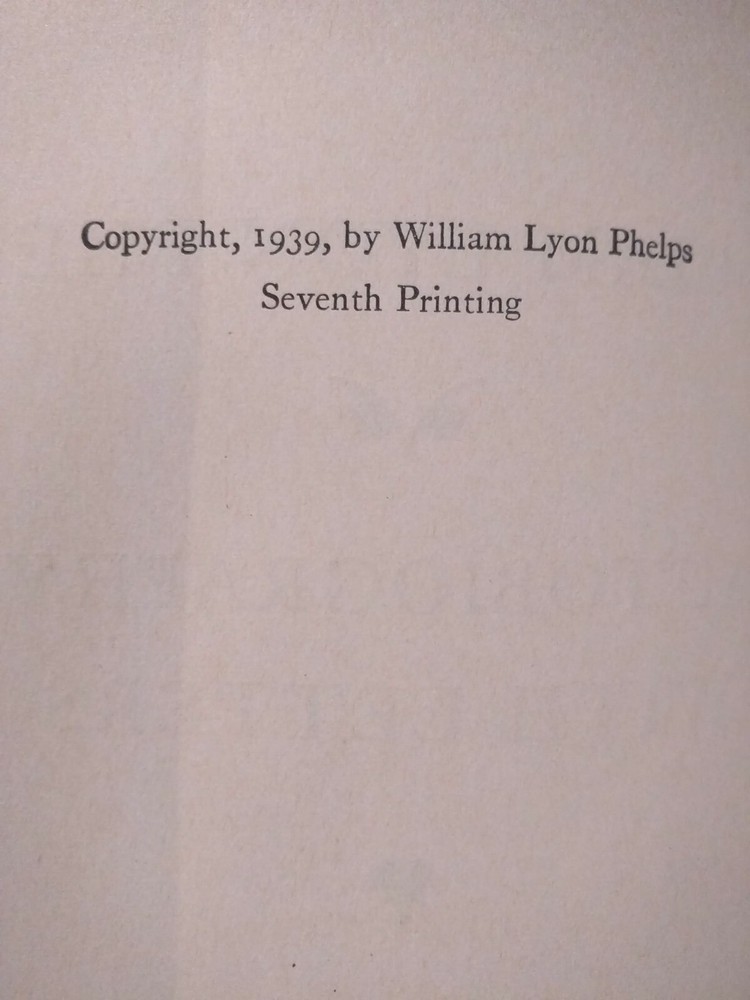 Copyright, 1939, by William Lyon Phelps
Seventh Printing